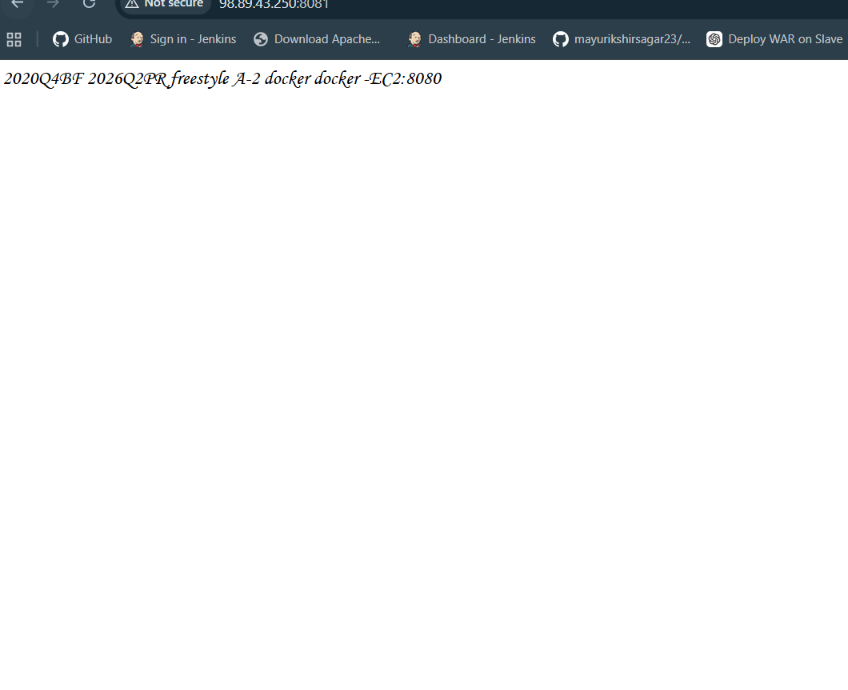 Not secure 98.89.43.250:8081
GitHub Sign in - Jenkins Download Apache... Dashboard - Jenkins mayurikshirsagar23/... Deploy WAR on Slave
2020Q4BF 2026Q2PR freestyle A-2 docker docker -EC2:8080